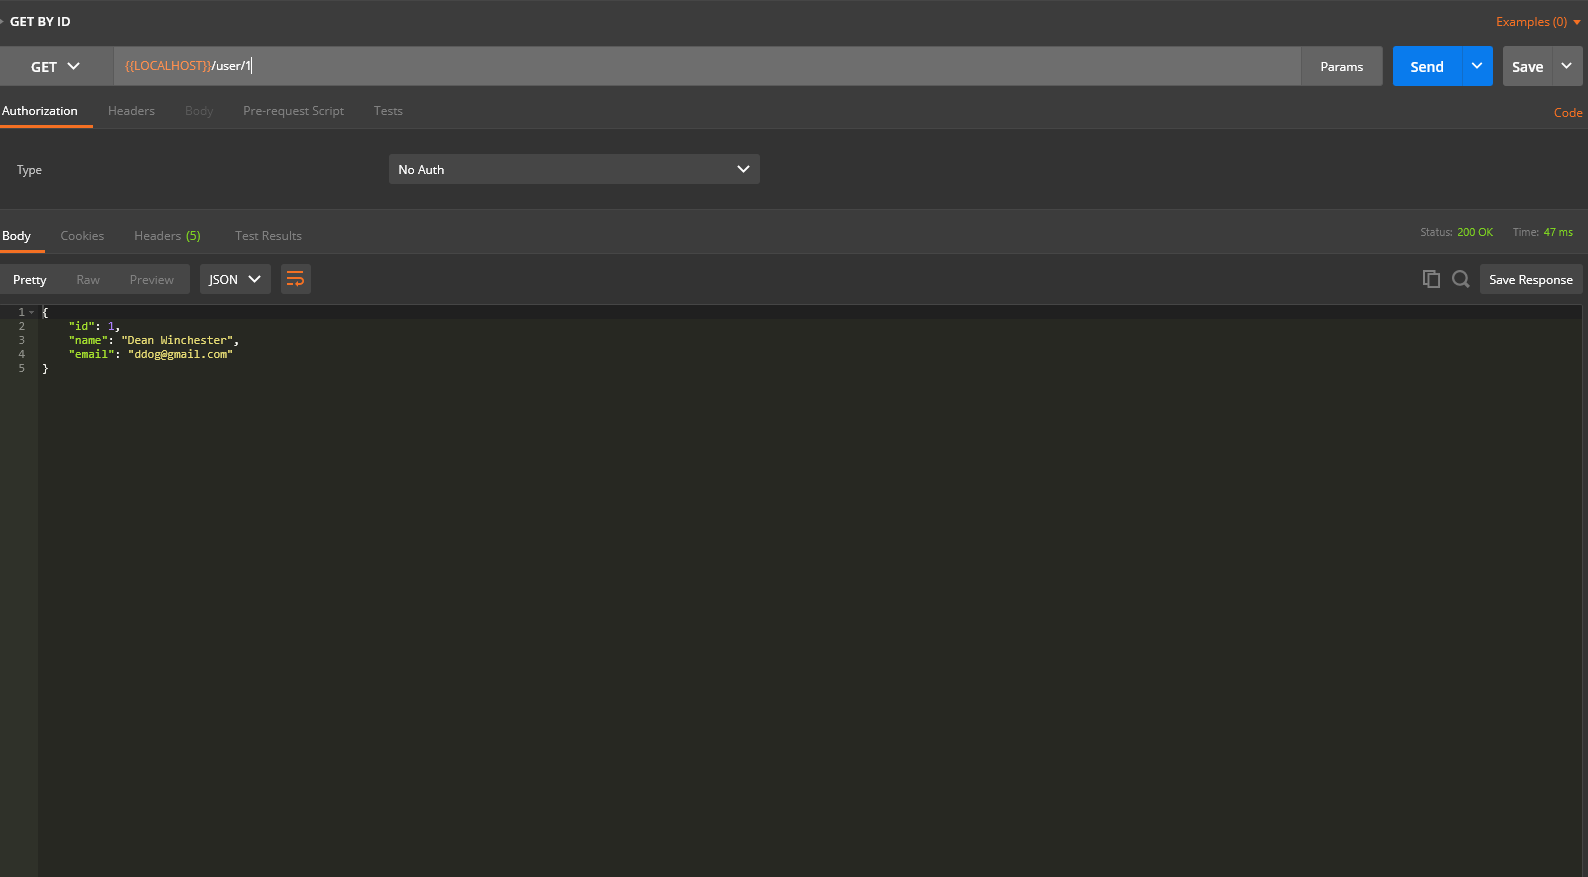 GET BY ID Examples (0)
GET {{LOCALHOST}}/user/1 Params Send Save
Authorization Headers Body Pre-request Script Tests Code
Type No Auth
Body Cookies Headers (5) Test Results Status: 200 OK Time: 47 ms
Pretty Raw Preview JSON Save Response
1 {
2 "id": 1,
3 "name": "Dean Winchester",
4 "email": "ddog@gmail.com"
5 }